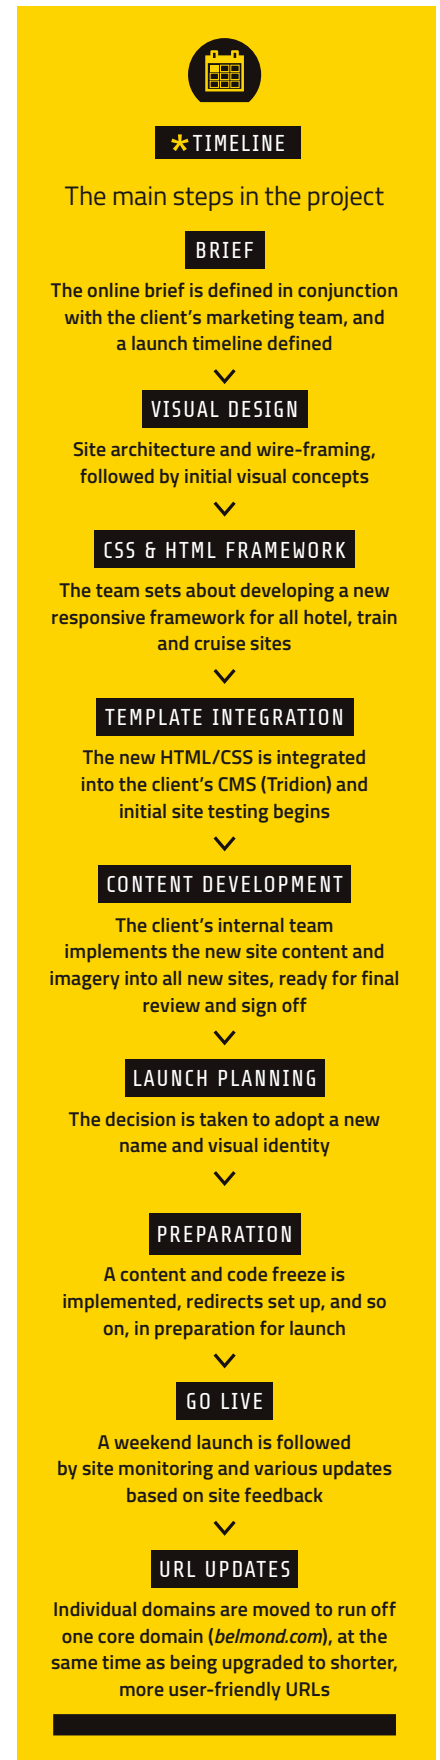 *TIMELINE
The main steps in the project
BRIEF
The online brief is defined in conjunction
with the client’s marketing team, and
a launch timeline defined
VISUAL DESIGN
Site architecture and wire-framing,
followed by initial visual concepts
CSS & HTML FRAMEWORK
The team sets about developing a new
responsive framework for all hotel, train
and cruise sites
TEMPLATE INTEGRATION
The new HTML/CSS is integrated
into the client’s CMS (Tridion) and
initial site testing begins
CONTENT DEVELOPMENT
The client’s internal team
implements the new site content and
imagery into all new sites, ready for final
review and sign off
LAUNCH PLANNING
The decision is taken to adopt a new
name and visual identity
PREPARATION
A content and code freeze is
implemented, redirects set up, and so
on, in preparation for launch
GO LIVE
A weekend launch is followed
by site monitoring and various updates
based on site feedback
URL UPDATES
Individual domains are moved to run off
one core domain (belmond.com), at the
same time as being upgraded to shorter,
more user-friendly URLs